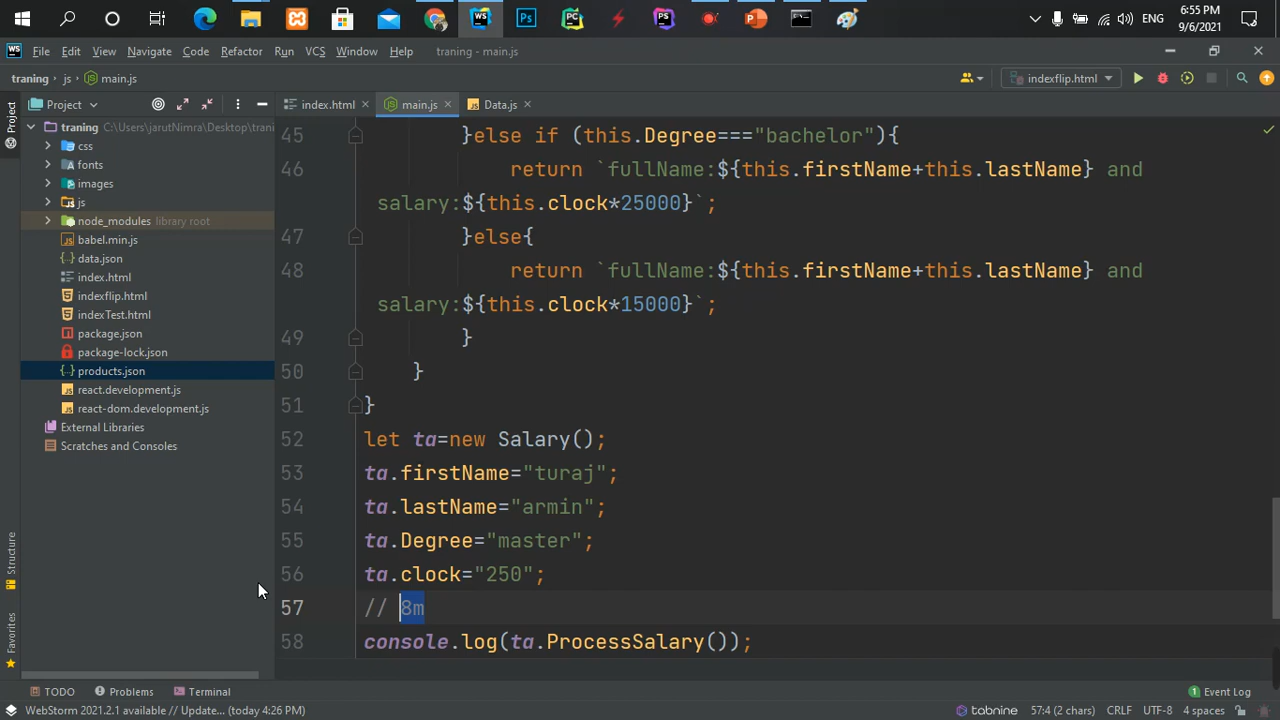 WS
Ps
PC
PS
ENG
6:55 PM
9/6/2021
WS File Edit View Navigate Code Refactor Run VCS Window Help traning - main.js
traning js main.js
indexflip.html
Project
index.html main.js Data.js
traning C:\Users\jarutNimra\Desktop\trani
css
fonts
images
js
node_modules library root
babel.min.js
data.json
index.html
indexflip.html
indexTest.html
package.json
package-lock.json
products.json
react.development.js
react-dom.development.js
External Libraries
Scratches and Consoles
Project
Structure
Favorites
45 }else if (this.Degree==="bachelor"){
46 return `fullName:${this.firstName+this.lastName} and
salary:${this.clock*25000}`;
47 }else{
48 return `fullName:${this.firstName+this.lastName} and
salary:${this.clock*15000}`;
49 }
50 }
51 }
52 let ta=new Salary();
53 ta.firstName="turaj";
54 ta.lastName="armin";
55 ta.Degree="master";
56 ta.clock="250";
57 // 8m
58 console.log(ta.ProcessSalary());
TODO Problems Terminal Event Log
WebStorm 2021.2.1 available // Update... (today 4:26 PM) tabnine 57:4 (2 chars) CRLF UTF-8 4 spaces